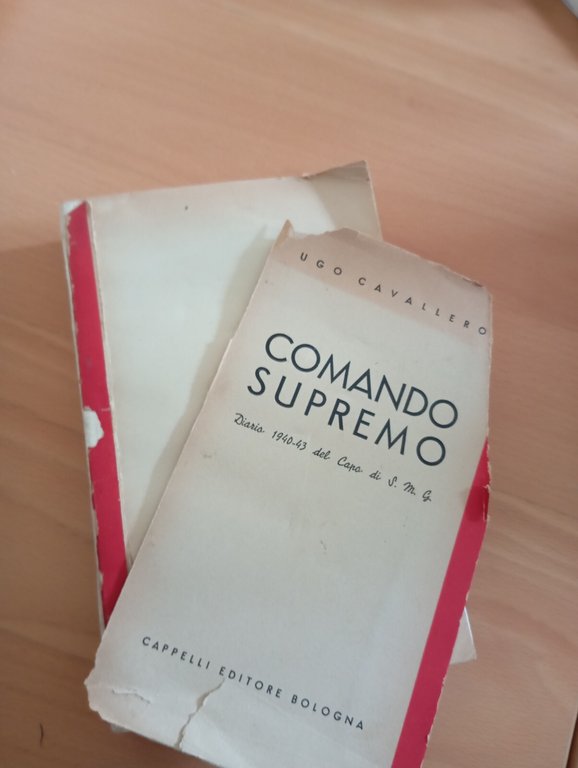 UGO CAVALLERO
COMANDO
SUPREMO
Diario 1940-43 del Capo di S. M. G.
CAPPELLI EDITORE BOLOGNA